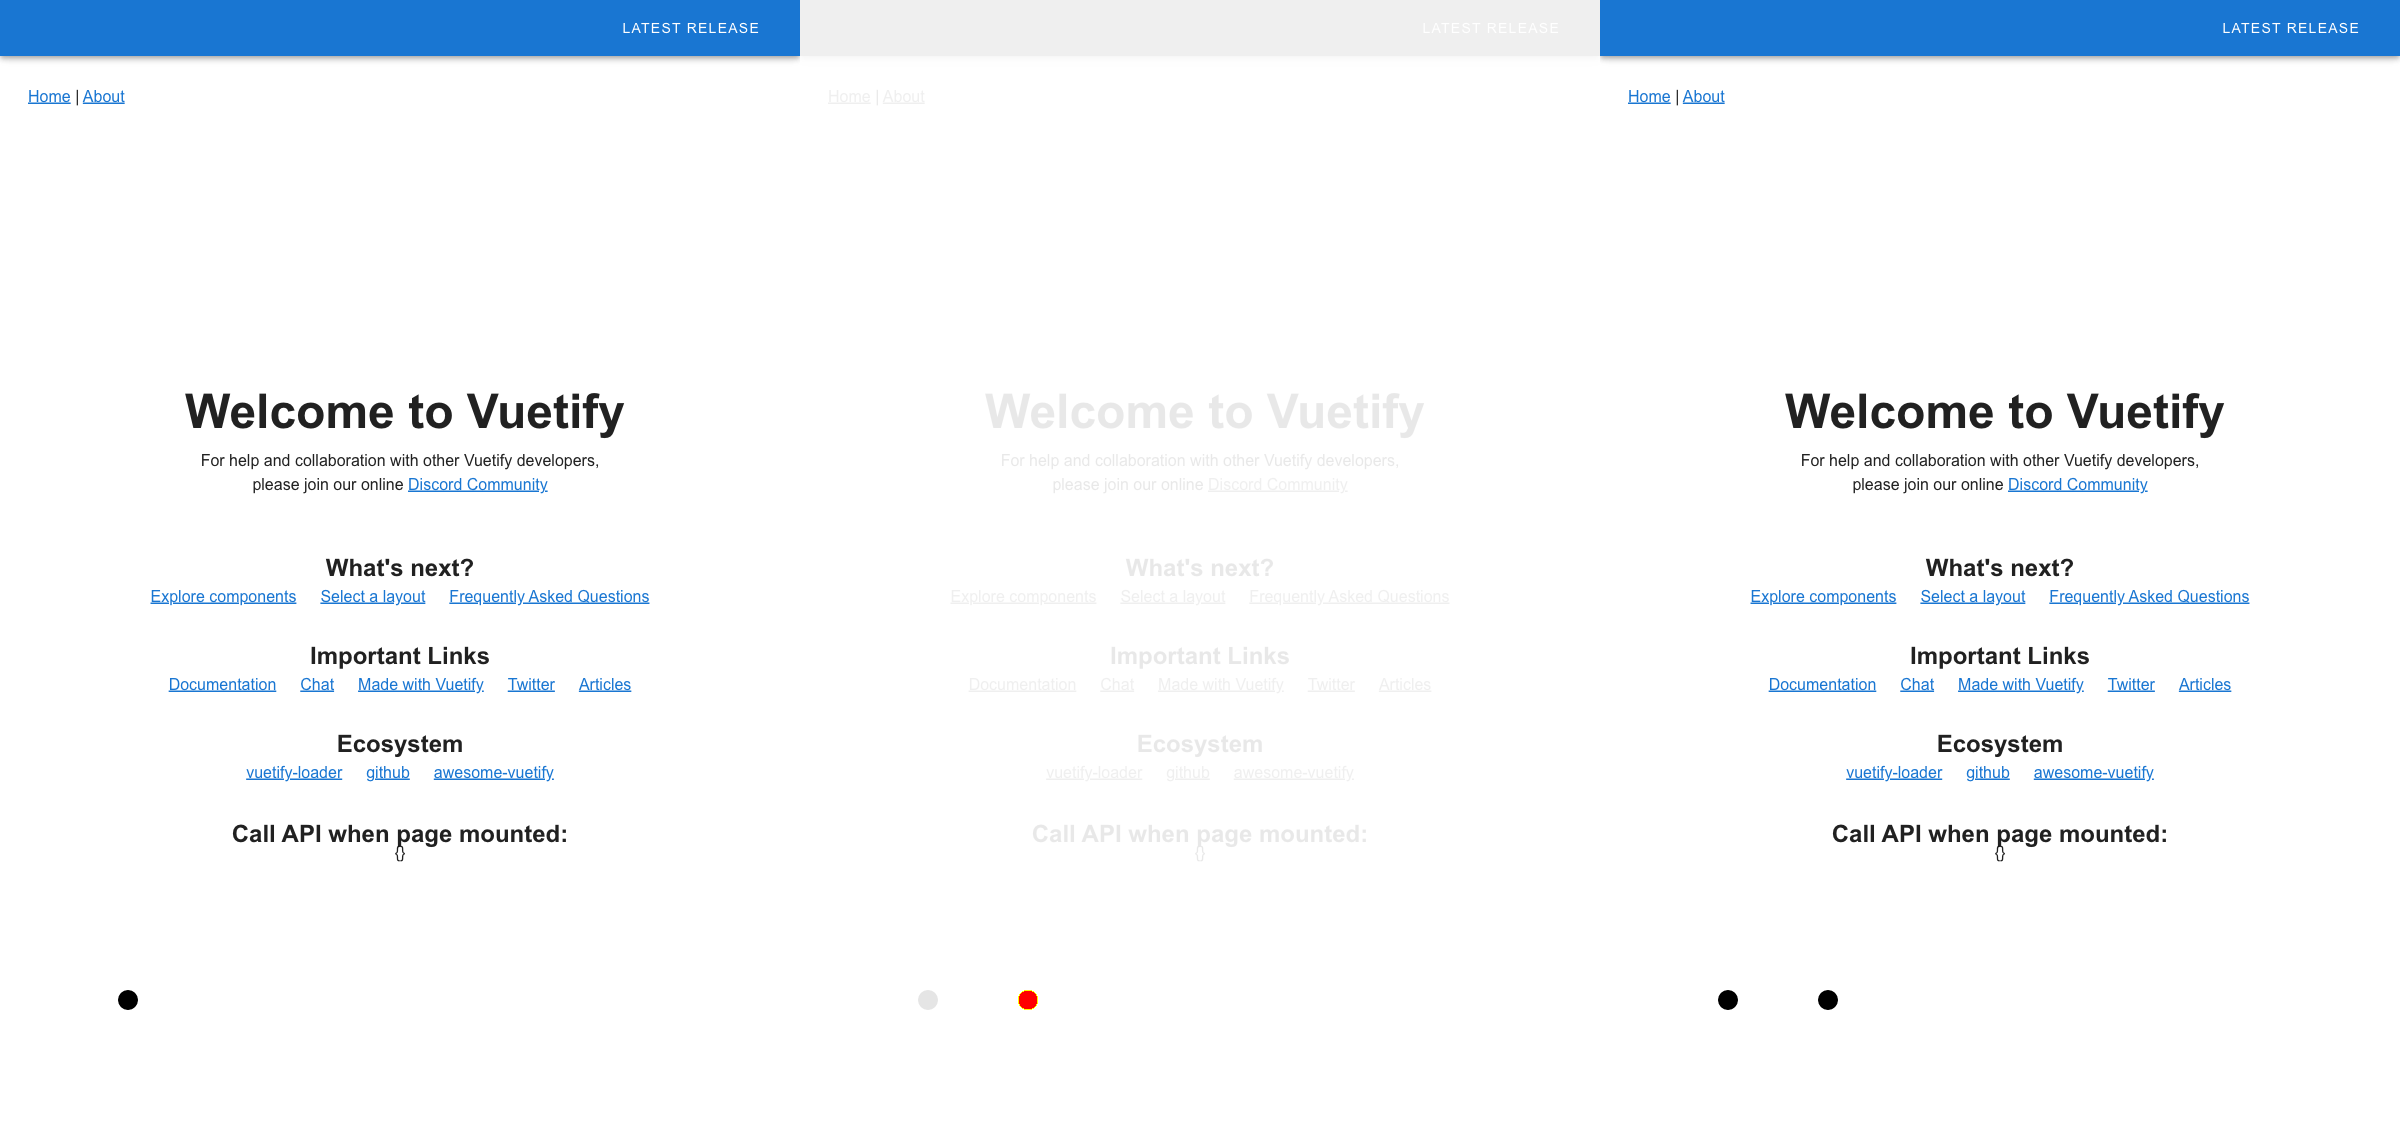 LATEST RELEASE
Home | About
Welcome to Vuetify
For help and collaboration with other Vuetify developers,
please join our online Discord Community
What's next?
Explore components Select a layout Frequently Asked Questions
Important Links
Documentation Chat Made with Vuetify Twitter Articles
Ecosystem
vuetify-loader github awesome-vuetify
Call API when page mounted:
{}
LATEST RELEASE
Home | About
Welcome to Vuetify
For help and collaboration with other Vuetify developers,
please join our online Discord Community
What's next?
Explore components Select a layout Frequently Asked Questions
Important Links
Documentation Chat Made with Vuetify Twitter Articles
Ecosystem
vuetify-loader github awesome-vuetify
Call API when page mounted:
{}
LATEST RELEASE
Home | About
Welcome to Vuetify
For help and collaboration with other Vuetify developers,
please join our online Discord Community
What's next?
Explore components Select a layout Frequently Asked Questions
Important Links
Documentation Chat Made with Vuetify Twitter Articles
Ecosystem
vuetify-loader github awesome-vuetify
Call API when page mounted:
{}